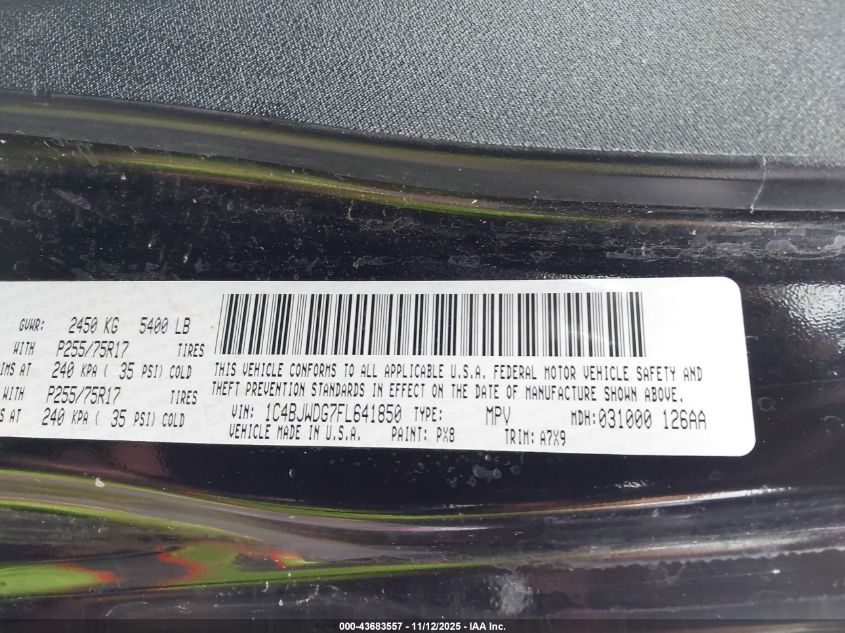 GVWR: 2450 KG 5400 LB
WITH P255/75R17 TIRES
IMS AT 240 KPA ( 35 PSI) COLD
WITH P255/75R17
S AT 240 KPA ( 35 PSI) COLD
THIS VEHICLE CONFORMS TO ALL APPLICABLE U.S.A. FEDERAL MOTOR VEHICLE SAFETY AND
THEFT PREVENTION STANDARDS IN EFFECT ON THE DATE OF MANUFACTURE SHOWN ABOVE.
VIN: 1C4BJWDG7FL641850 TYPE: MPV MDH: 031000 126AA
VEHICLE MADE IN U.S.A. PAINT: PX8 TRIM: A7X9
000-43683557 - 11/12/2025 - IAA Inc.